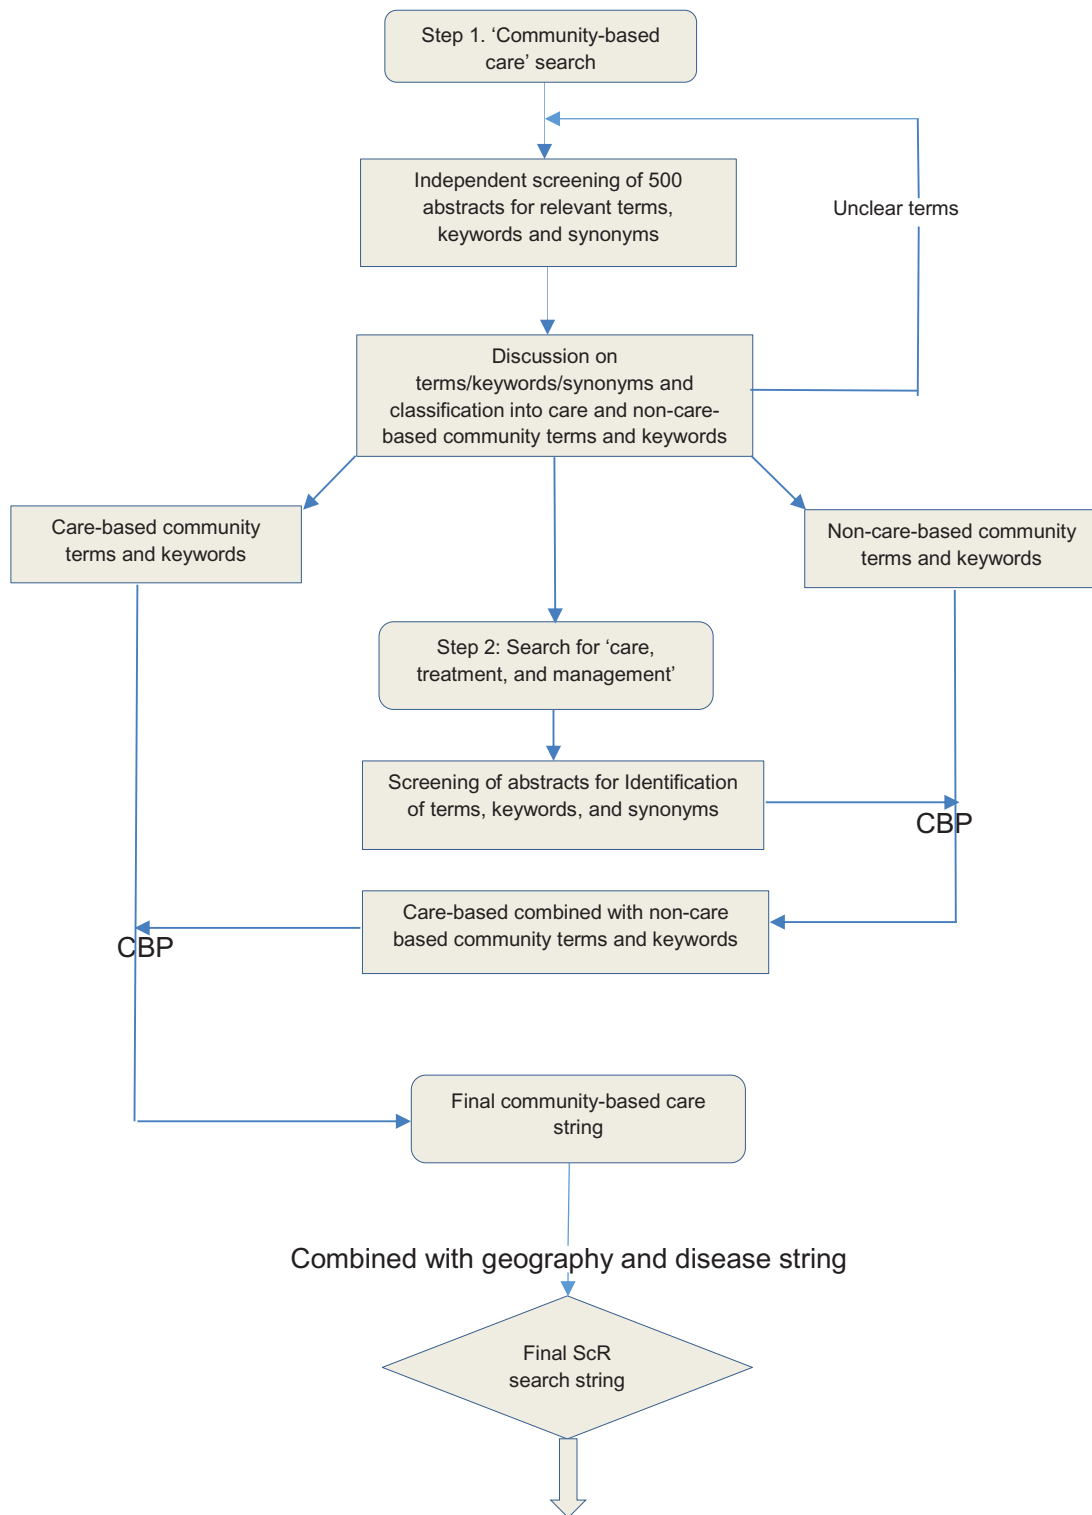 Step 1. ‘Community-based
care’ search
Independent screening of 500
abstracts for relevant terms,
keywords and synonyms
Unclear terms
Discussion on
terms/keywords/synonyms and
classification into care and non-care-
based community terms and keywords
Care-based community
terms and keywords
Non-care-based community
terms and keywords
Step 2: Search for ‘care,
treatment, and management’
Screening of abstracts for Identification
of terms, keywords, and synonyms
CBP
Care-based combined with non-care
based community terms and keywords
CBP
Final community-based care
string
Combined with geography and disease string
Final ScR
search string